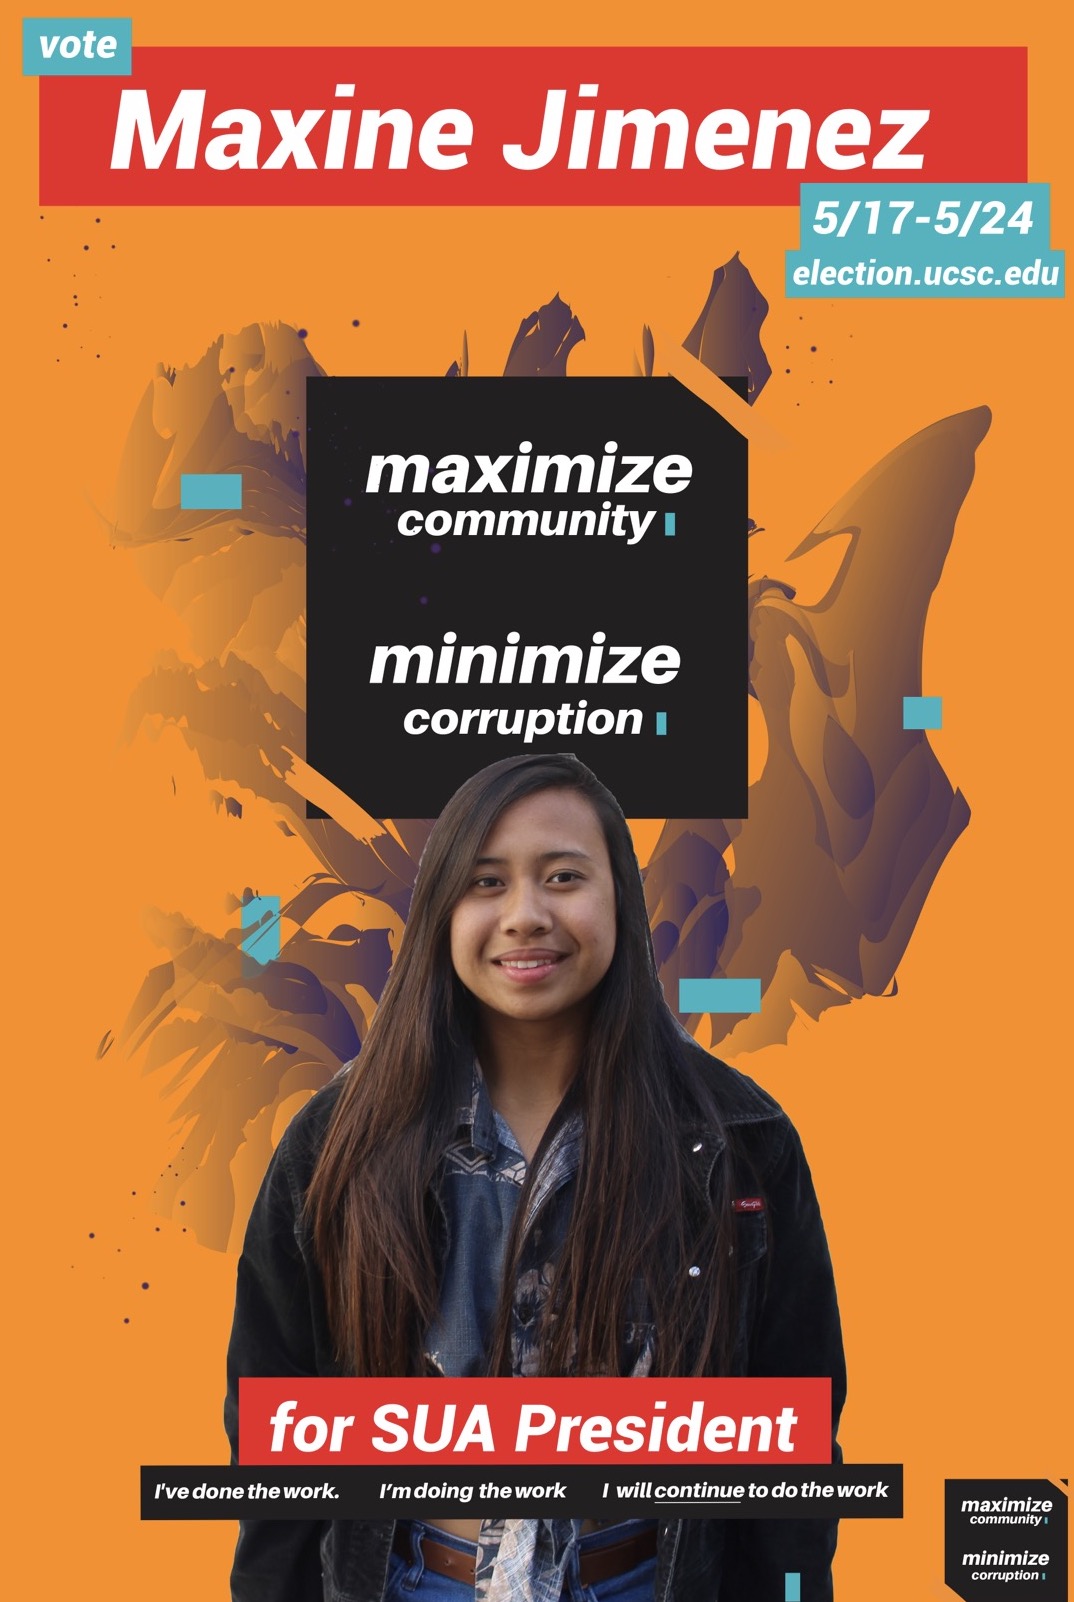 vote
Maxine Jimenez
5/17-5/24
election.ucsc.edu
maximize
community
minimize
corruption
for SUA President
I've done the work. I'm doing the work I will continue to do the work
maximize
community
minimize
corruption